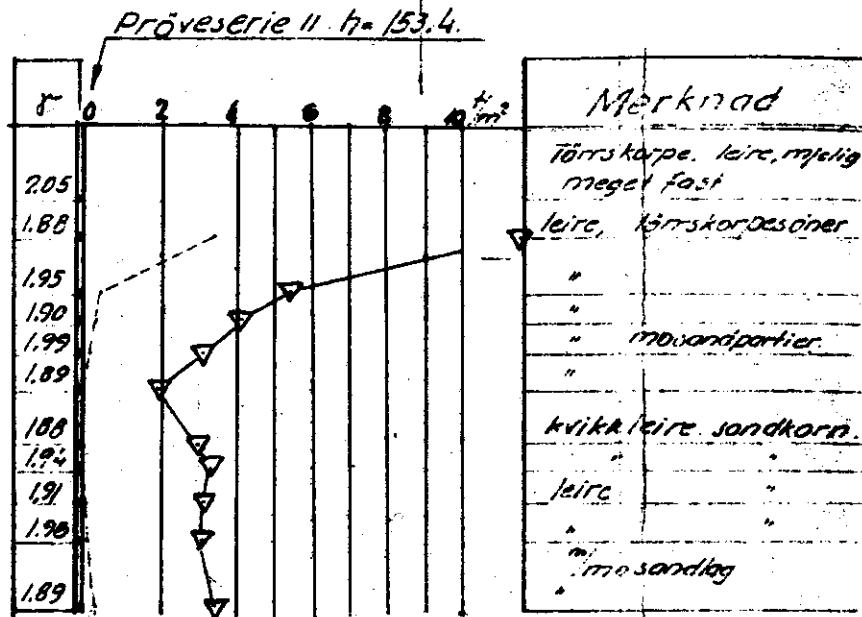 Pröveserie II h= 153.4.
γ 0 2 4 6 8 10 t/m² Merknad
Törrskorpe. leire, mjelig
2.05 meget fast
1.88 leire, törrskorpesoner
1.95 "
1.90 "
1.99 " mosandpartier.
1.89 "
1.88 kvikkleire sandkorn.
1.94 " "
1.91 leire "
1.98 " "
m/mosandlag
1.89 "